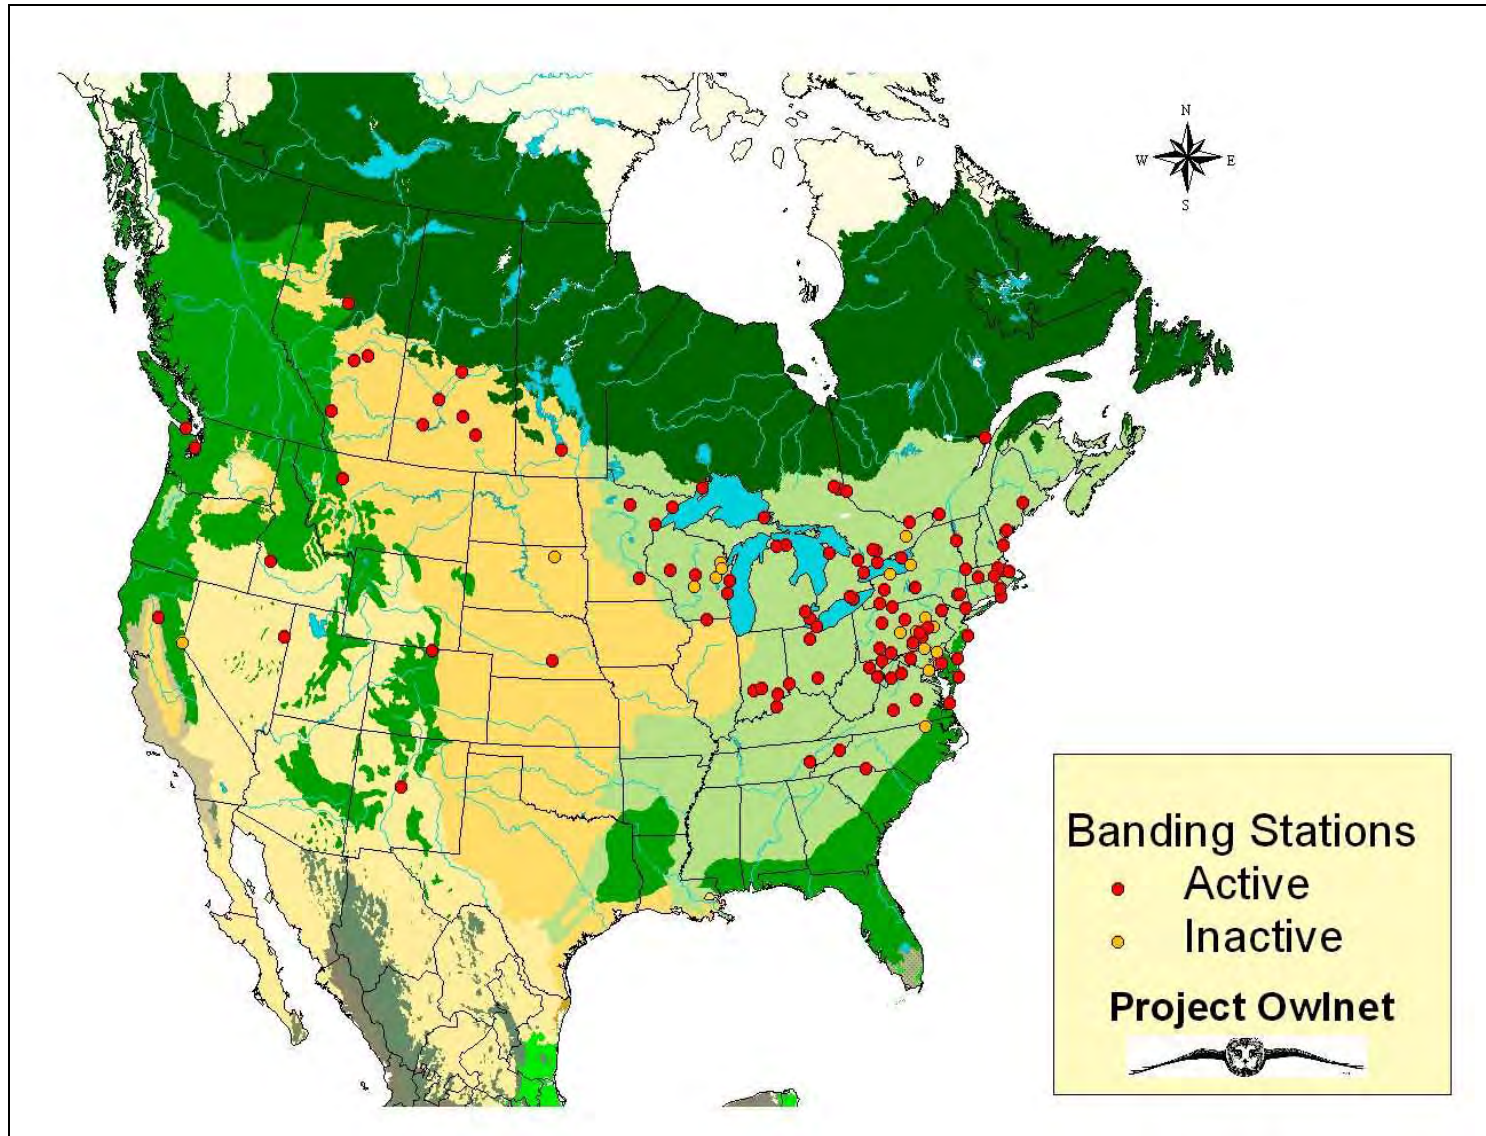 N
W E
S
Banding Stations
Active
Inactive
Project Owlnet